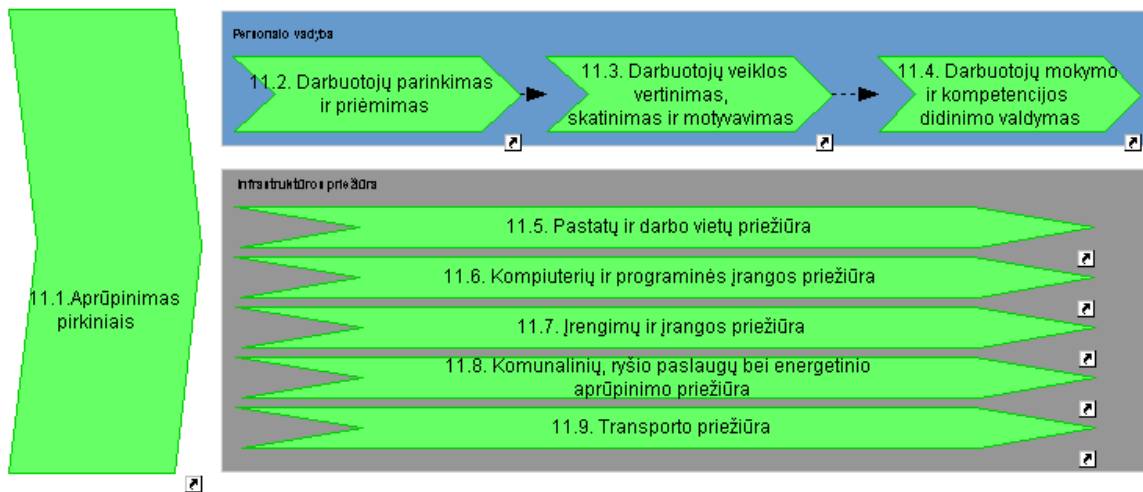 11.1.Aprūpinimas
pirkiniais
Personalo vadyba
11.2. Darbuotojų parinkimas
ir priėmimas
11.3. Darbuotojų veiklos
vertinimas,
skatinimas ir motyvavimas
11.4. Darbuotojų mokymo
ir kompetencijos
didinimo valdymas
Infrastruktūros priežiūra
11.5. Pastatų ir darbo vietų priežiūra
11.6. Kompiuterių ir programinės įrangos priežiūra
11.7. Įrengimų ir įrangos priežiūra
11.8. Komunalinių, ryšio paslaugų bei energetinio
aprūpinimo priežiūra
11.9. Transporto priežiūra